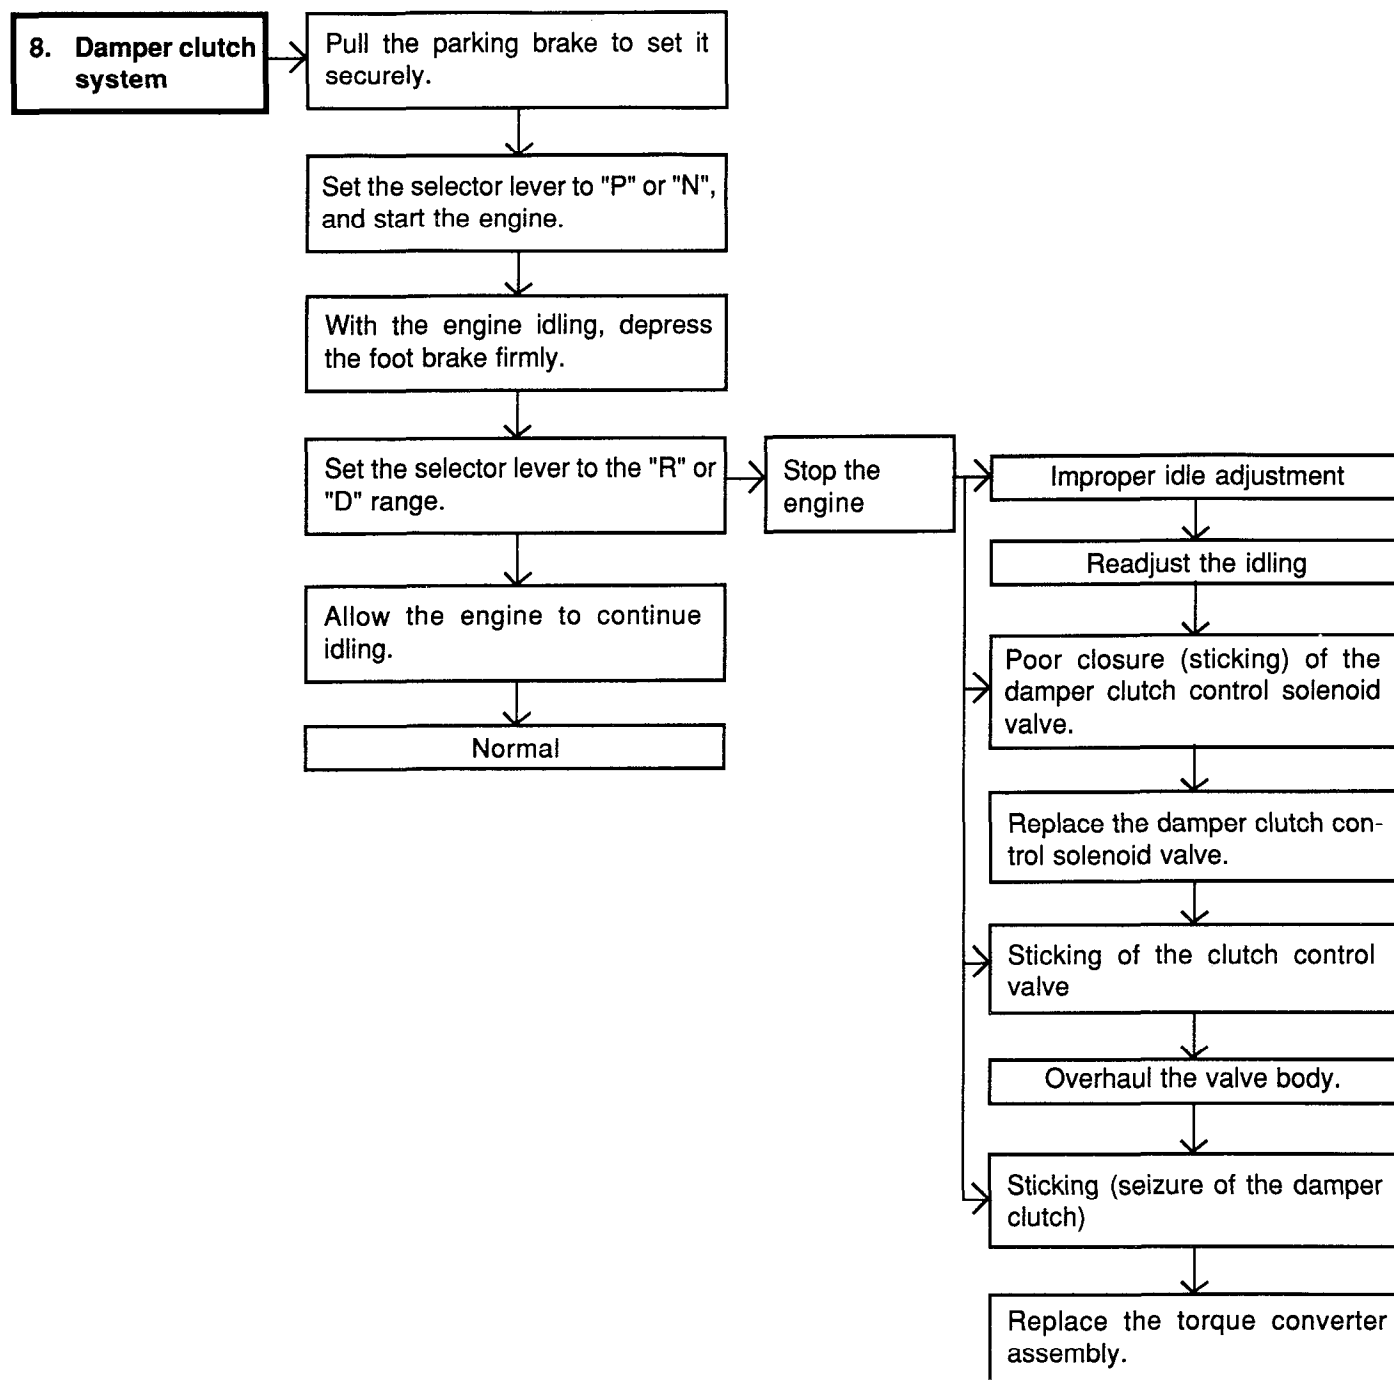 8. Damper clutch
system
Pull the parking brake to set it
securely.
Set the selector lever to "P" or "N",
and start the engine.
With the engine idling, depress
the foot brake firmly.
Set the selector lever to the "R" or
"D" range.
Allow the engine to continue
idling.
Normal
Stop the
engine
Improper idle adjustment
Readjust the idling
Poor closure (sticking) of the
damper clutch control solenoid
valve.
Replace the damper clutch con-
trol solenoid valve.
Sticking of the clutch control
valve
Overhaul the valve body.
Sticking (seizure of the damper
clutch)
Replace the torque converter
assembly.